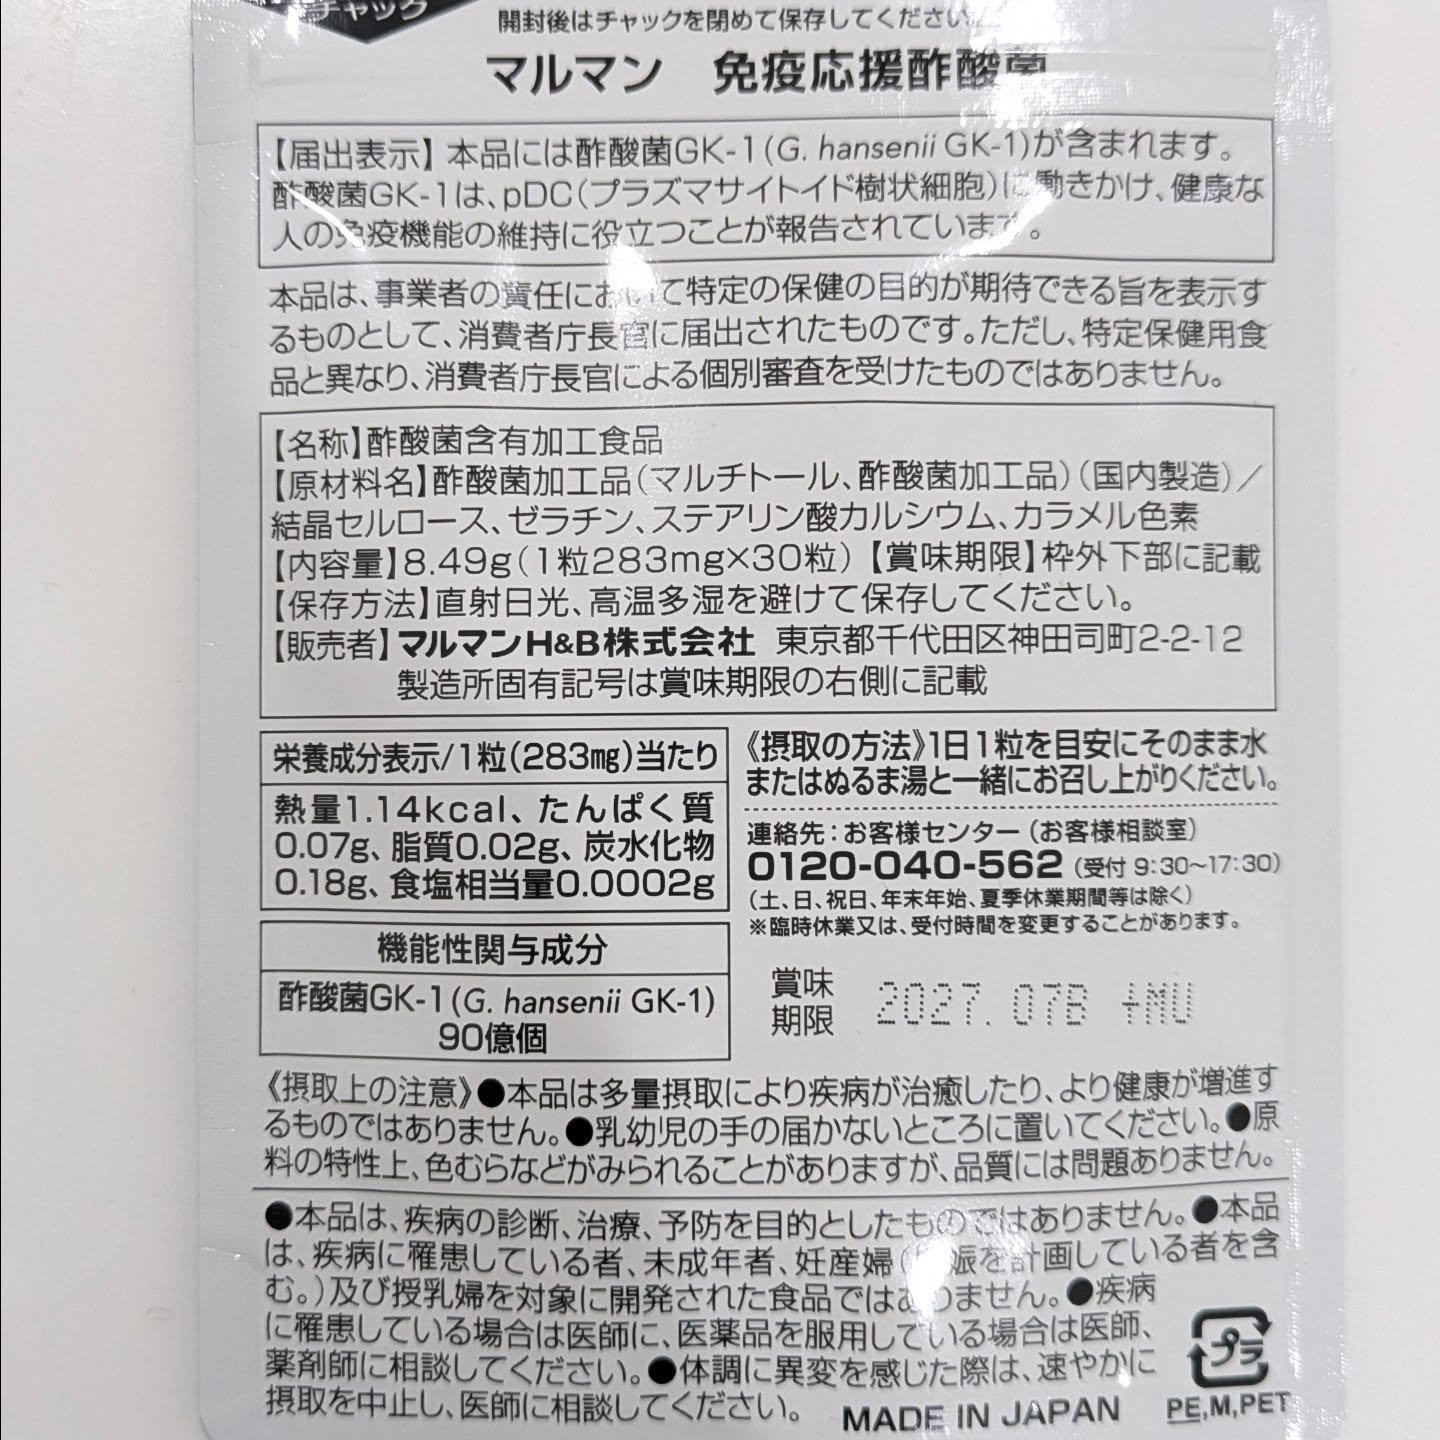 チャック
開封後はチャックを閉めて保存してください。
マルマン 免疫応援酢酸菌
【届出表示】本品には酢酸菌GK-1(G. hansenii GK-1)が含まれます。
酢酸菌GK-1は、pDC(プラズマサイトイド樹状細胞)に働きかけ、健康な
人の免疫機能の維持に役立つことが報告されています。
本品は、事業者の責任において特定の保健の目的が期待できる旨を表示す
るものとして、消費者庁長官に届出されたものです。ただし、特定保健用食
品と異なり、消費者庁長官による個別審査を受けたものではありません。
【名称】酢酸菌含有加工食品
【原材料名】酢酸菌加工品(マルチトール、酢酸菌加工品)(国内製造)/
結晶セルロース、ゼラチン、ステアリン酸カルシウム、カラメル色素
【内容量】8.49g(1粒283mg×30粒)【賞味期限】枠外下部に記載
【保存方法】直射日光、高温多湿を避けて保存してください。
【販売者】マルマンH&B株式会社 東京都千代田区神田司町2-2-12
製造所固有記号は賞味期限の右側に記載
栄養成分表示/1粒(283mg)当たり
熱量1.14kcal、たんぱく質
0.07g、脂質0.02g、炭水化物
0.18g、食塩相当量0.0002g
機能性関与成分
酢酸菌GK-1(G. hansenii GK-1)
90億個
《摂取の方法》1日1粒を目安にそのまま水
またはぬるま湯と一緒にお召し上がりください。
連絡先:お客様センター(お客様相談室)
0120-040-562(受付 9:30~17:30)
(土、日、祝日、年末年始、夏季休業期間等は除く)
※臨時休業又は、受付時間を変更することがあります。
賞味
期限
2027.07B +MU
《摂取上の注意》●本品は多量摂取により疾病が治癒したり、より健康が増進す
るものではありません。●乳幼児の手の届かないところに置いてください。●原
料の特性上、色むらなどがみられることがありますが、品質には問題ありません。
●本品は、疾病の診断、治療、予防を目的としたものではありません。●本品
は、疾病に罹患している者、未成年者、妊産婦(妊娠を計画している者を含
む。)及び授乳婦を対象に開発された食品ではありません。●疾病
に罹患している場合は医師に、医薬品を服用している場合は医師、
薬剤師に相談してください。●体調に異変を感じた際は、速やかに
摂取を中止し、医師に相談してください。
MADE IN JAPAN
プラ
PE,M,PET